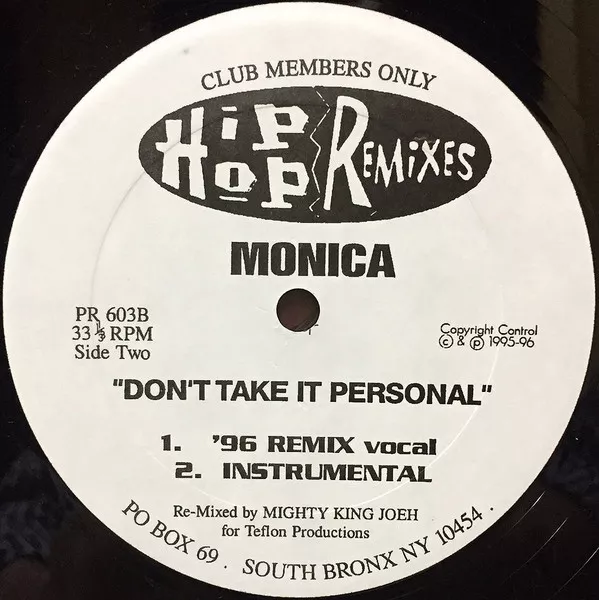 CLUB MEMBERS ONLY
HiP HoP REMiXES
MONICA
PR 603B
33 ⅓ RPM
Side Two
Copyright Control
© & ℗ 1995-96
"DON'T TAKE IT PERSONAL"
1. '96 REMIX vocal
2. INSTRUMENTAL
Re-Mixed by MIGHTY KING JOEH
for Teflon Productions
PO BOX 69 . SOUTH BRONX NY 10454 .